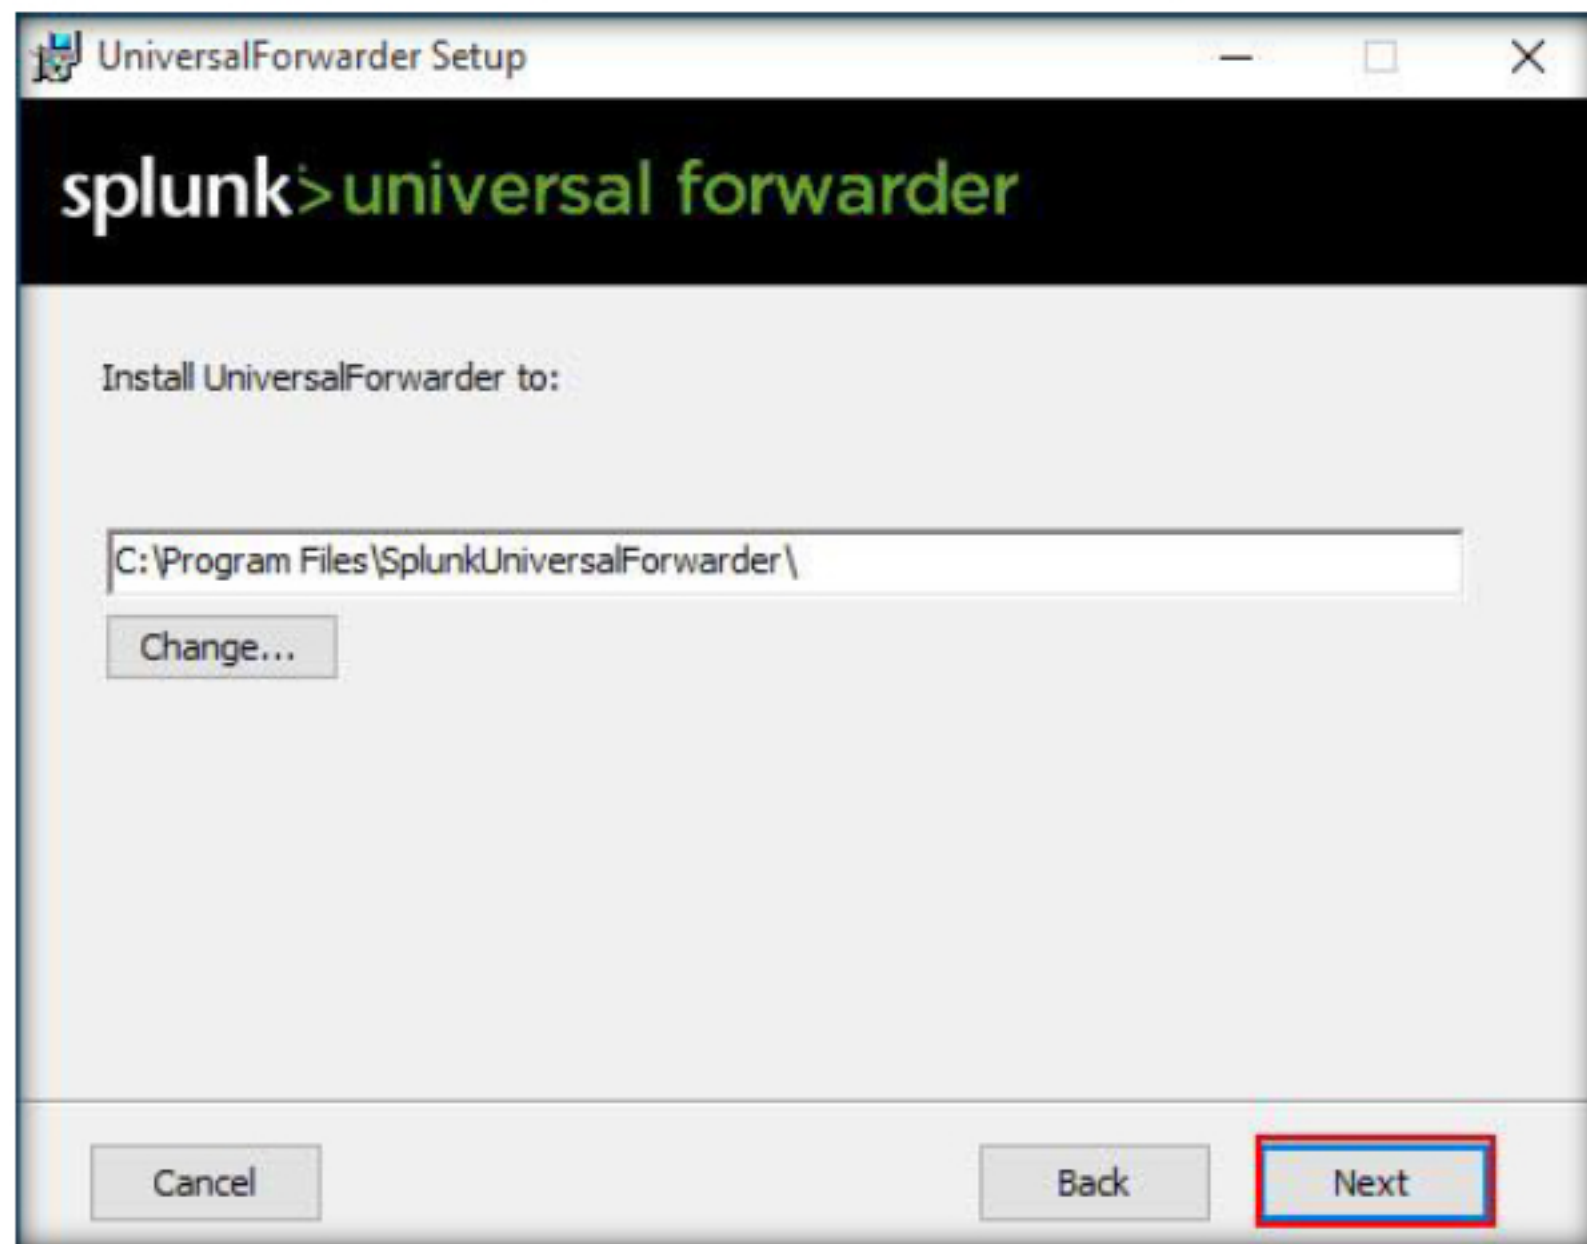 UniversalForwarder Setup
splunk>universal forwarder
Install UniversalForwarder to:
C:\Program Files\SplunkUniversalForwarder\
Change...
Cancel
Back
Next